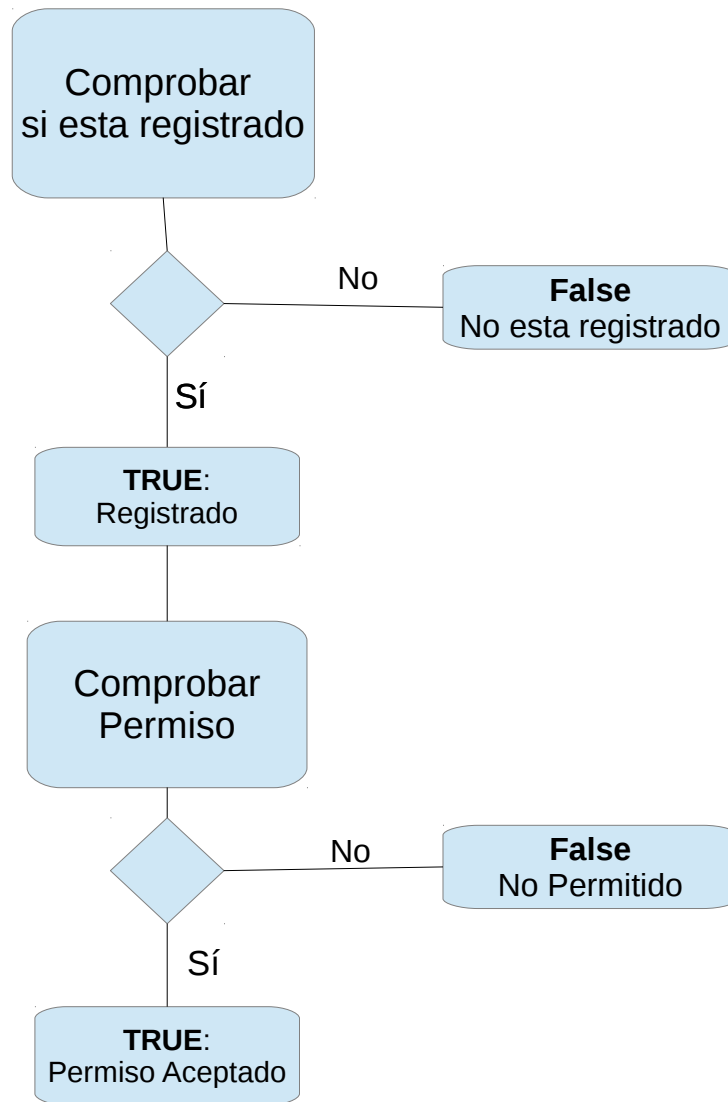 Comprobar
si esta registrado
No
False
No esta registrado
Sí
TRUE:
Registrado
Comprobar
Permiso
No
False
No Permitido
Sí
TRUE:
Permiso Aceptado